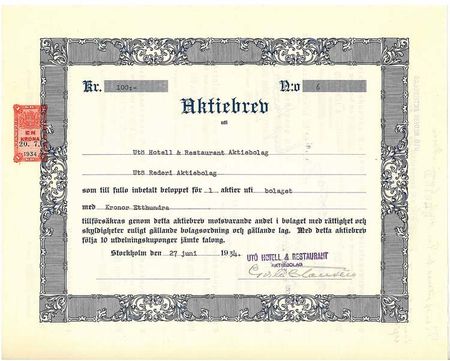 Kr. 100:- N:o 6
Aktiebrev
uti
Utö Hotell & Restaurant Aktiebolag
Utö Rederi Aktiebolag
som till fullo inbetalt beloppet för 1 aktier uti bolaget
med Kronor Etthundra
tillförsäkras genom detta aktiebrev motsvarande andel i bolaget med rättighet och
skyldigheter enligt gällande bolagsordning och gällande lag. Med detta aktiebrev
följa 10 utdelningskuponger jämte talong.
Stockholm den 27 juni 1934.
UTÖ HOTELL & RESTAURANT
AKTIEBOLAG
EN
KRONA
20. 7.
1934